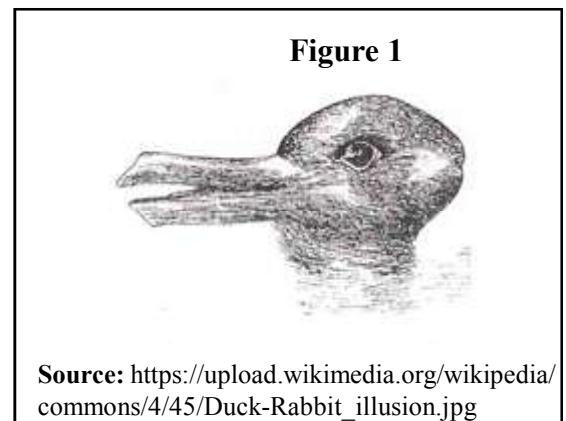 Figure 1
Source: https://upload.wikimedia.org/wikipedia/
commons/4/45/Duck-Rabbit_illusion.jpg